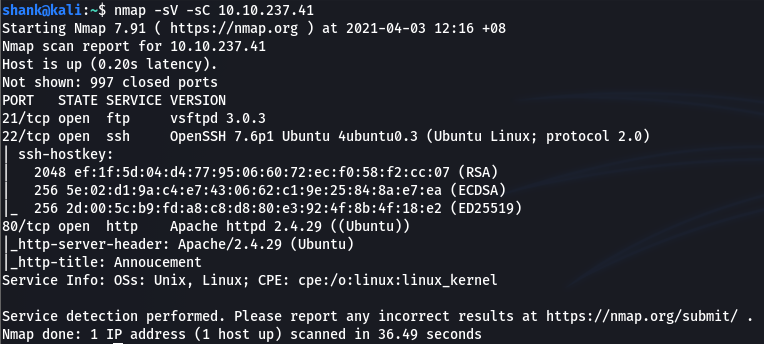 shank@kali:~$ nmap -sV -sC 10.10.237.41
Starting Nmap 7.91 ( https://nmap.org ) at 2021-04-03 12:16 +08
Nmap scan report for 10.10.237.41
Host is up (0.20s latency).
Not shown: 997 closed ports
PORT   STATE SERVICE VERSION
21/tcp open  ftp     vsftpd 3.0.3
22/tcp open  ssh     OpenSSH 7.6p1 Ubuntu 4ubuntu0.3 (Ubuntu Linux; protocol 2.0)
| ssh-hostkey:
|   2048 ef:1f:5d:04:d4:77:95:06:60:72:ec:f0:58:f2:cc:07 (RSA)
|   256 5e:02:d1:9a:c4:e7:43:06:62:c1:9e:25:84:8a:e7:ea (ECDSA)
|_  256 2d:00:5c:b9:fd:a8:c8:d8:80:e3:92:4f:8b:4f:18:e2 (ED25519)
80/tcp open  http    Apache httpd 2.4.29 ((Ubuntu))
|_http-server-header: Apache/2.4.29 (Ubuntu)
|_http-title: Annoucement
Service Info: OSs: Unix, Linux; CPE: cpe:/o:linux:linux_kernel

Service detection performed. Please report any incorrect results at https://nmap.org/submit/ .
Nmap done: 1 IP address (1 host up) scanned in 36.49 seconds